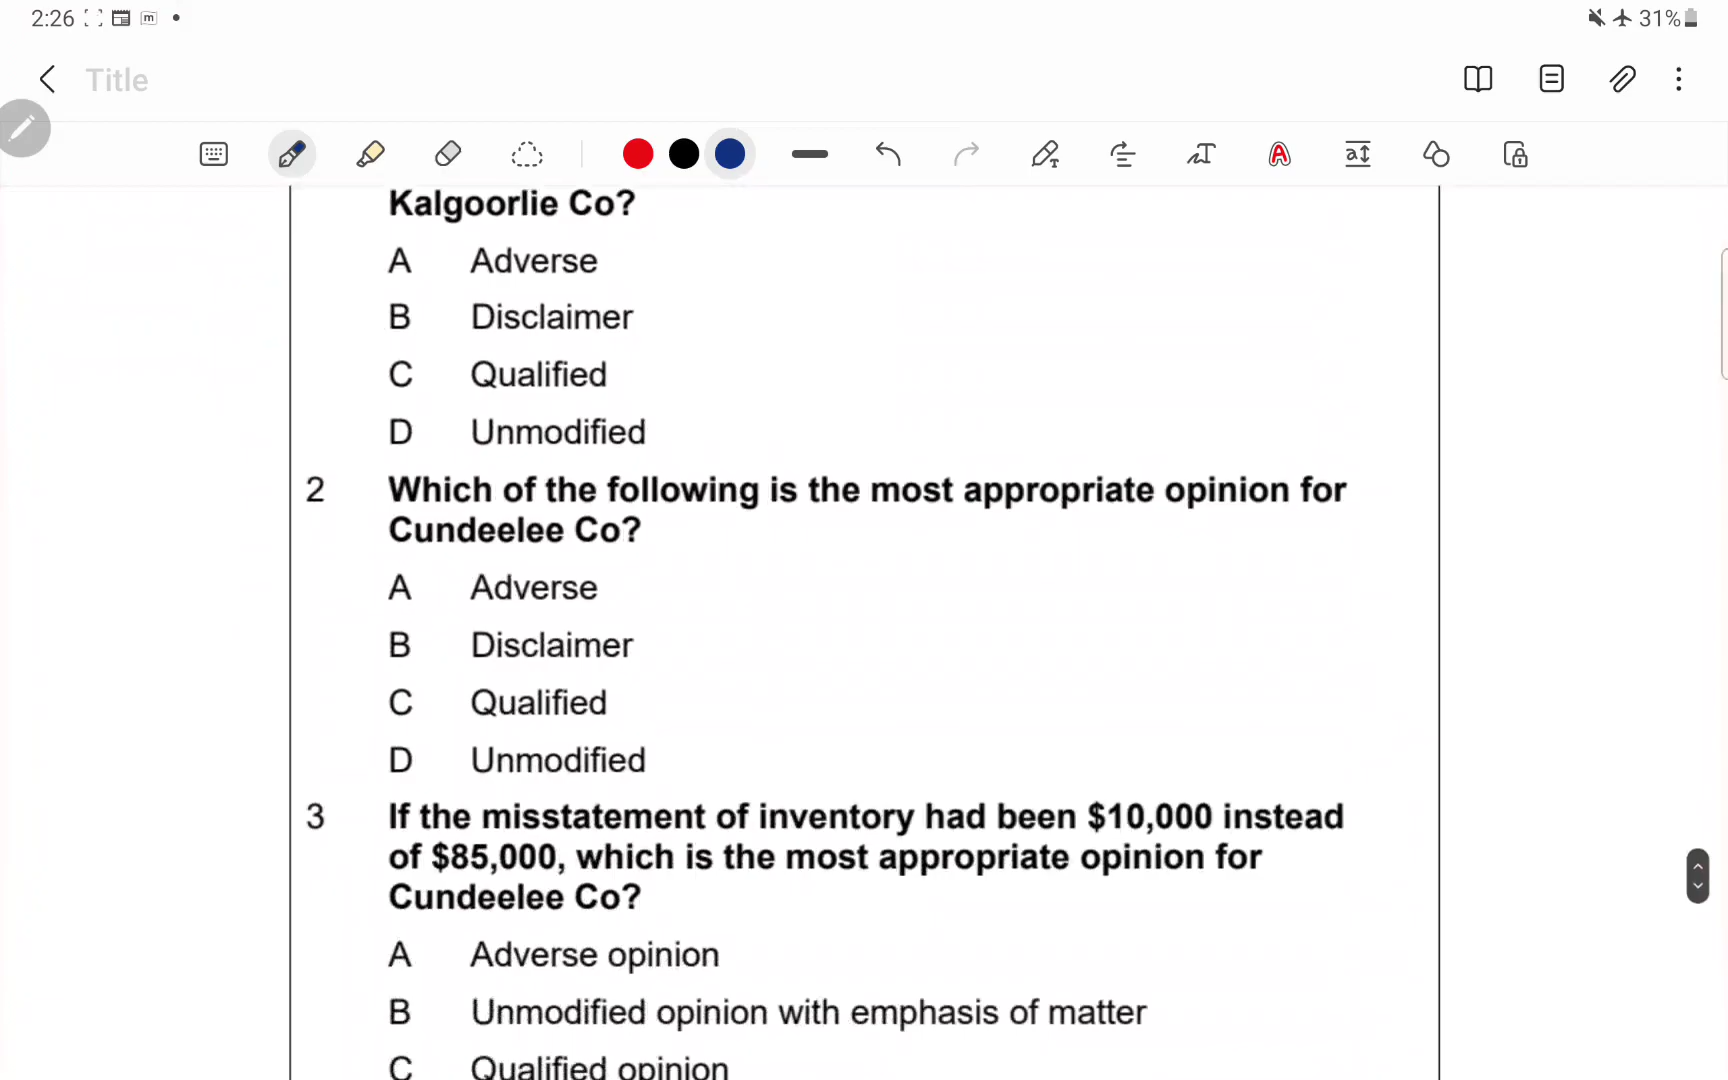 2:26
31%
Title
Kalgoorlie Co?
A Adverse
B Disclaimer
C Qualified
D Unmodified
2 Which of the following is the most appropriate opinion for
Cundeelee Co?
A Adverse
B Disclaimer
C Qualified
D Unmodified
3 If the misstatement of inventory had been $10,000 instead
of $85,000, which is the most appropriate opinion for
Cundeelee Co?
A Adverse opinion
B Unmodified opinion with emphasis of matter
C Qualified opinion